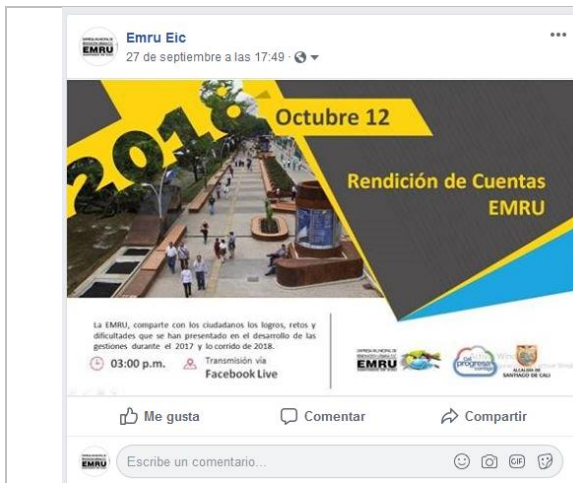 Emru Eic
27 de septiembre a las 17:49
2018
Octubre 12
Rendición de Cuentas
EMRU
La EMRU, comparte con los ciudadanos los logros, retos y
dificultades que se han presentado en el desarrollo de las
gestiones durante el 2017 y lo corrido de 2018.
03:00 p.m.
Transmisión vía
Facebook Live
EMRU
progresa
ALCALDÍA DE
SANTIAGO DE CALI
Me gusta
Comentar
Compartir
EMRU
Escribe un comentario...
GIF